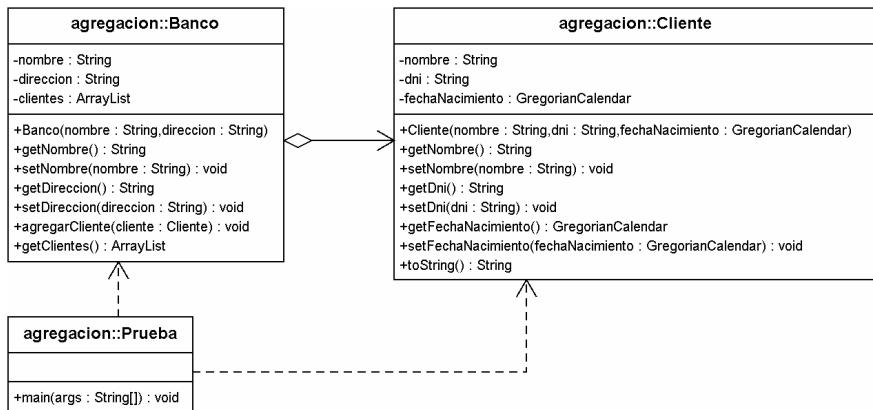 agregacion::Banco
-nombre : String
-direccion : String
-clientes : ArrayList
+Banco(nombre : String,direccion : String)
+getNombre() : String
+setNombre(nombre : String) : void
+getDireccion() : String
+setDireccion(direccion : String) : void
+agregarCliente(cliente : Cliente) : void
+getClientes() : ArrayList
agregacion::Cliente
-nombre : String
-dni : String
-fechaNacimiento : GregorianCalendar
+Cliente(nombre : String,dni : String,fechaNacimiento : GregorianCalendar)
+getNombre() : String
+setNombre(nombre : String) : void
+getDni() : String
+setDni(dni : String) : void
+getFechaNacimiento() : GregorianCalendar
+setFechaNacimiento(fechaNacimiento : GregorianCalendar) : void
+toString() : String
agregacion::Prueba
+main(args : String[]) : void